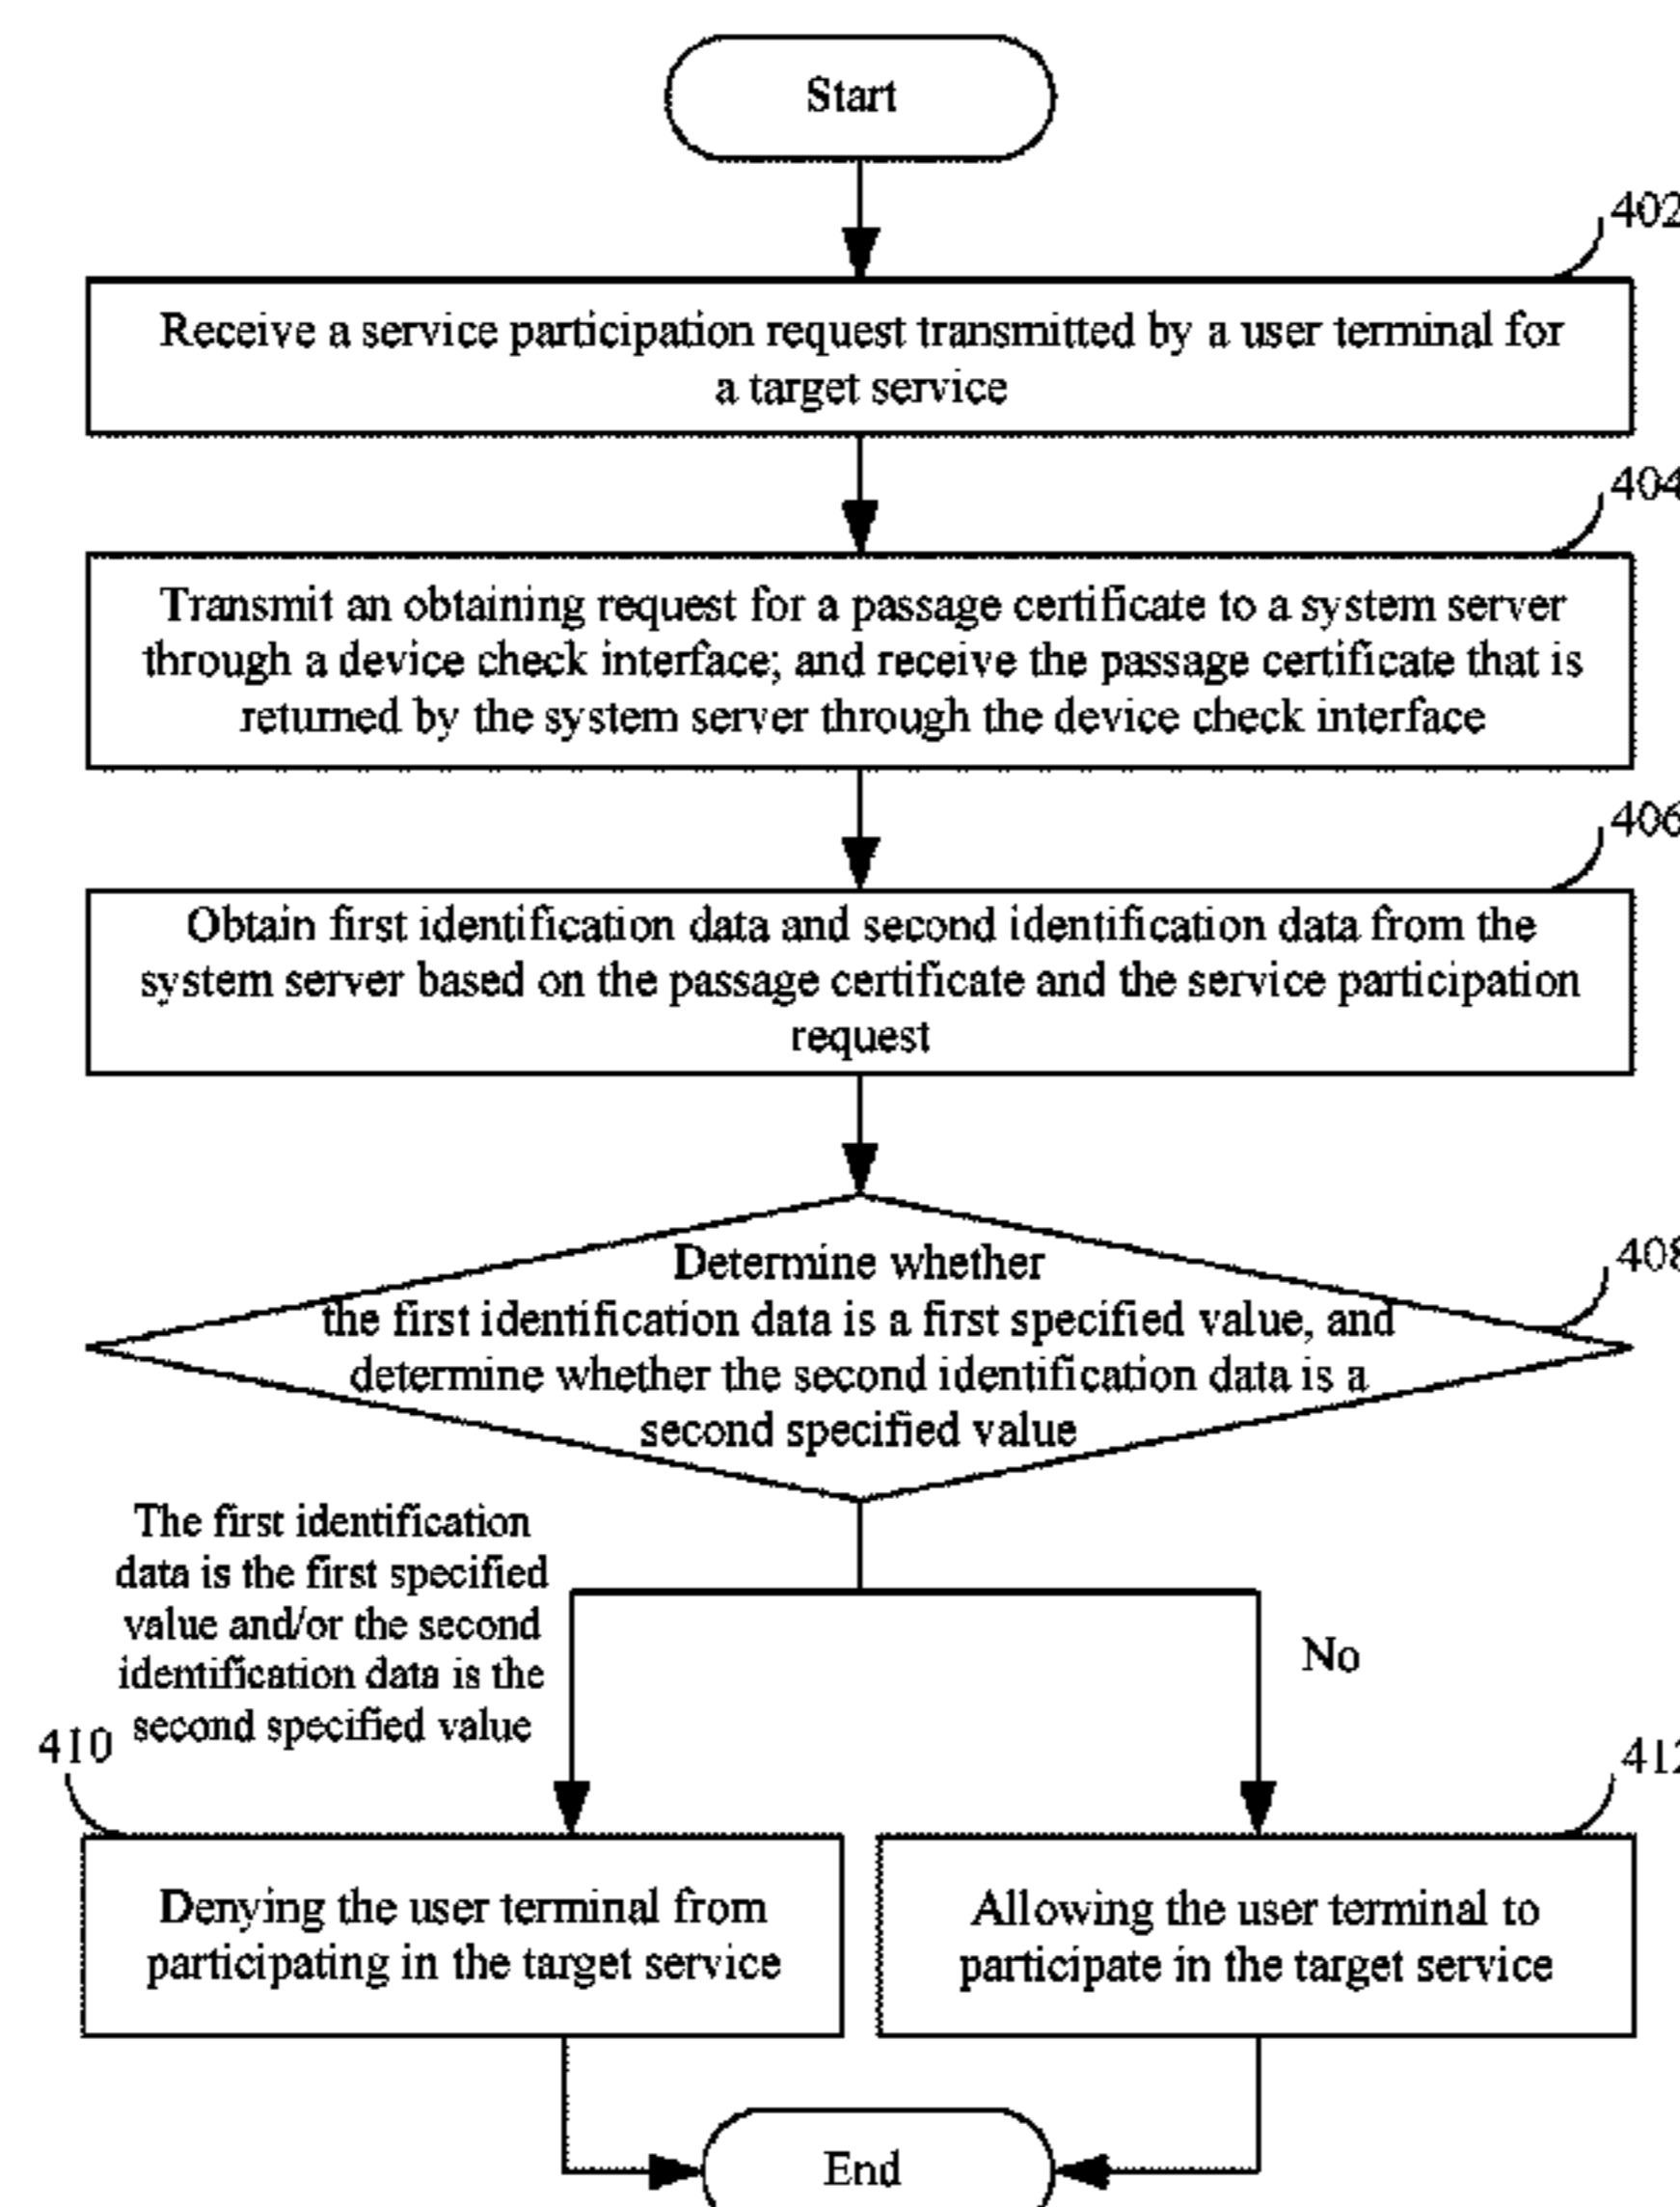 Start
402
Receive a service participation request transmitted by a user terminal for
a target service
404
Transmit an obtaining request for a passage certificate to a system server
through a device check interface; and receive the passage certificate that is
returned by the system server through the device check interface
406
Obtain first identification data and second identification data from the
system server based on the passage certificate and the service participation
request
408
Determine whether
the first identification data is a first specified value, and
determine whether the second identification data is a
second specified value
The first identification
data is the first specified
value and/or the second
identification data is the
second specified value
No
410
412
Denying the user terminal from
participating in the target service
Allowing the user terminal to
participate in the target service
End